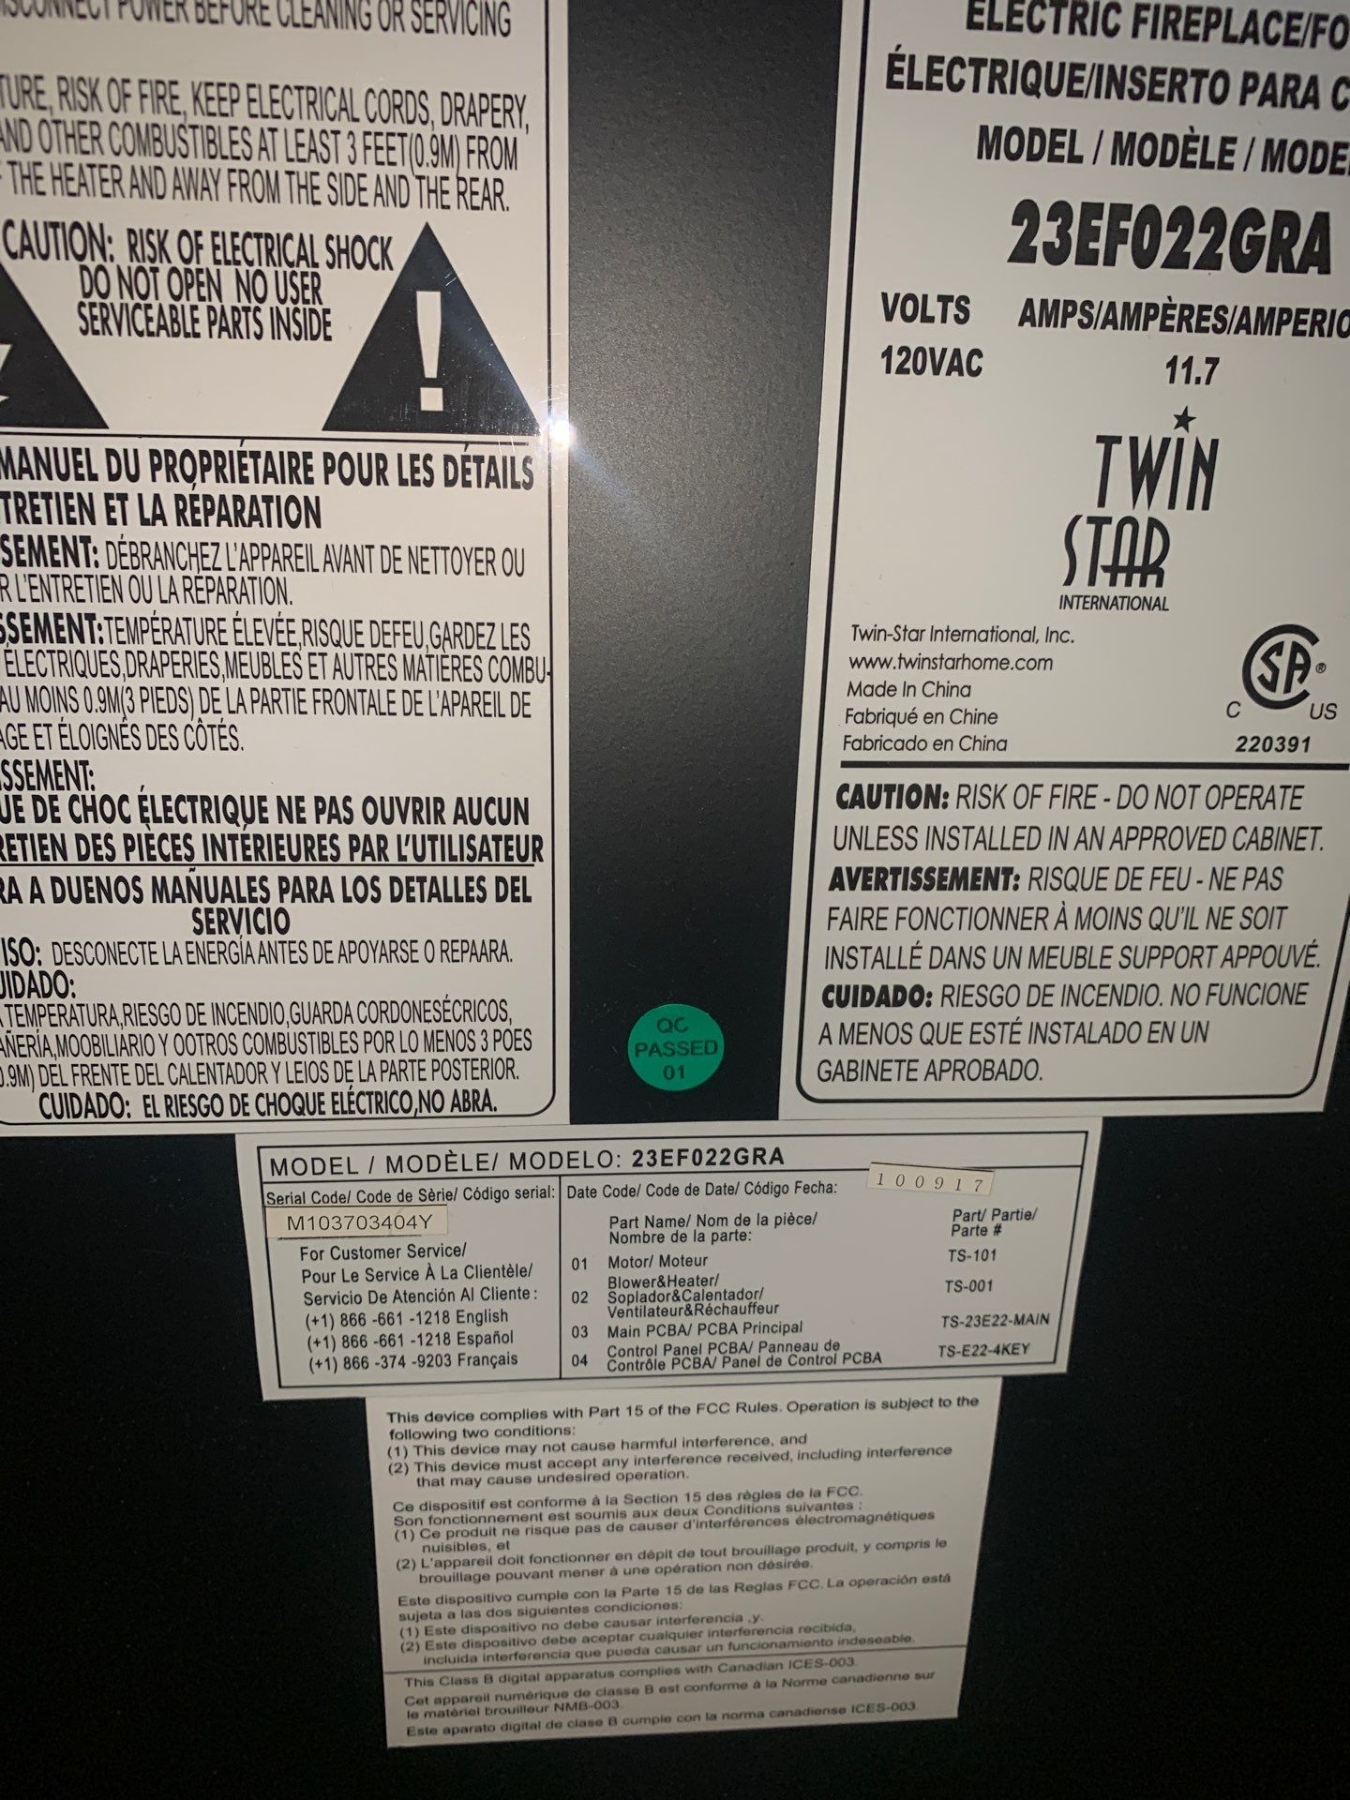 DISCONNECT POWER BEFORE CLEANING OR SERVICING
TURE, RISK OF FIRE, KEEP ELECTRICAL CORDS, DRAPERY,
AND OTHER COMBUSTIBLES AT LEAST 3 FEET(0.9M) FROM
THE HEATER AND AWAY FROM THE SIDE AND THE REAR.
CAUTION: RISK OF ELECTRICAL SHOCK
DO NOT OPEN NO USER
SERVICEABLE PARTS INSIDE
!
MANUEL DU PROPRIÉTAIRE POUR LES DÉTAILS
TRETIEN ET LA RÉPARATION
SEMENT: DÉBRANCHEZ L'APPAREIL AVANT DE NETTOYER OU
R L'ENTRETIEN OU LA RÉPARATION.
SSEMENT:TEMPÉRATURE ÉLEVÉE,RISQUE DEFEU,GARDEZ LES
ÉLECTRIQUES,DRAPERIES,MEUBLES ET AUTRES MATIÈRES COMBU-
AU MOINS 0.9M(3 PIEDS) DE LA PARTIE FRONTALE DE L'APAREIL DE
AGE ET ÉLOIGNÉS DES CÔTÉS.
SSEMENT:
UE DE CHOC ÉLECTRIQUE NE PAS OUVRIR AUCUN
RETIEN DES PIÈCES INTÉRIEURES PAR L'UTILISATEUR
RA A DUENOS MAÑUALES PARA LOS DETALLES DEL
SERVICIO
ISO: DESCONECTE LA ENERGÍA ANTES DE APOYARSE O REPAARA.
UIDADO:
TEMPERATURA,RIESGO DE INCENDIO,GUARDA CORDONESÉCRICOS,
AÑERÍA,MOOBILIARIO Y OOTROS COMBUSTIBLES POR LO MENOS 3 POES
0.9M) DEL FRENTE DEL CALENTADOR Y LEIOS DE LA PARTE POSTERIOR.
CUIDADO: EL RIESGO DE CHOQUE ELÉCTRICO,NO ABRA.
QC
PASSED
01
ELECTRIC FIREPLACE/FO
ÉLECTRIQUE/INSERTO PARA C
MODEL / MODÈLE / MODE
23EF022GRA
VOLTS AMPS/AMPÈRES/AMPERIO
120VAC 11.7
TWIN
STAR
INTERNATIONAL
Twin-Star International, Inc.
www.twinstarhome.com
Made In China
Fabriqué en Chine
Fabricado en China
CSA ®
C US
220391
CAUTION: RISK OF FIRE - DO NOT OPERATE
UNLESS INSTALLED IN AN APPROVED CABINET.
AVERTISSEMENT: RISQUE DE FEU - NE PAS
FAIRE FONCTIONNER À MOINS QU'IL NE SOIT
INSTALLÉ DANS UN MEUBLE SUPPORT APPOUVÉ.
CUIDADO: RIESGO DE INCENDIO. NO FUNCIONE
A MENOS QUE ESTÉ INSTALADO EN UN
GABINETE APROBADO.
MODEL / MODÈLE/ MODELO: 23EF022GRA
Serial Code/ Code de Sèrie/ Código serial:
M103703404Y
For Customer Service/
Pour Le Service À La Clientèle/
Servicio De Atención Al Cliente :
(+1) 866 -661 -1218 English
(+1) 866 -661 -1218 Español
(+1) 866 -374 -9203 Français
Date Code/ Code de Date/ Código Fecha: 100917
Part Name/ Nom de la pièce/
Nombre de la parte:
Part/ Partie/
Parte #
01 Motor/ Moteur TS-101
02 Blower&Heater/
Soplador&Calentador/
Ventilateur&Réchauffeur TS-001
03 Main PCBA/ PCBA Principal TS-23E22-MAIN
04 Control Panel PCBA/ Panneau de
Contrôle PCBA/ Panel de Control PCBA TS-E22-4KEY
This device complies with Part 15 of the FCC Rules. Operation is subject to the
following two conditions:
(1) This device may not cause harmful interference, and
(2) This device must accept any interference received, including interference
that may cause undesired operation.
Ce dispositif est conforme à la Section 15 des règles de la FCC.
Son fonctionnement est soumis aux deux Conditions suivantes :
(1) Ce produit ne risque pas de causer d'interférences électromagnétiques
nuisibles, et
(2) L'appareil doit fonctionner en dépit de tout brouillage produit, y compris le
brouillage pouvant mener à une opération non désirée.
Este dispositivo cumple con la Parte 15 de las Reglas FCC. La operación está
sujeta a las dos siguientes condiciones:
(1) Este dispositivo no debe causar interferencia ,y.
(2) Este dispositivo debe aceptar cualquier interferencia recibida,
incluida interferencia que pueda causar un funcionamiento indeseable.
This Class B digital apparatus complies with Canadian ICES-003.
Cet appareil numérique de classe B est conforme à la Norme canadienne sur
le matériel brouilleur NMB-003.
Este aparato digital de clase B cumple con la norma canadiense ICES-003.